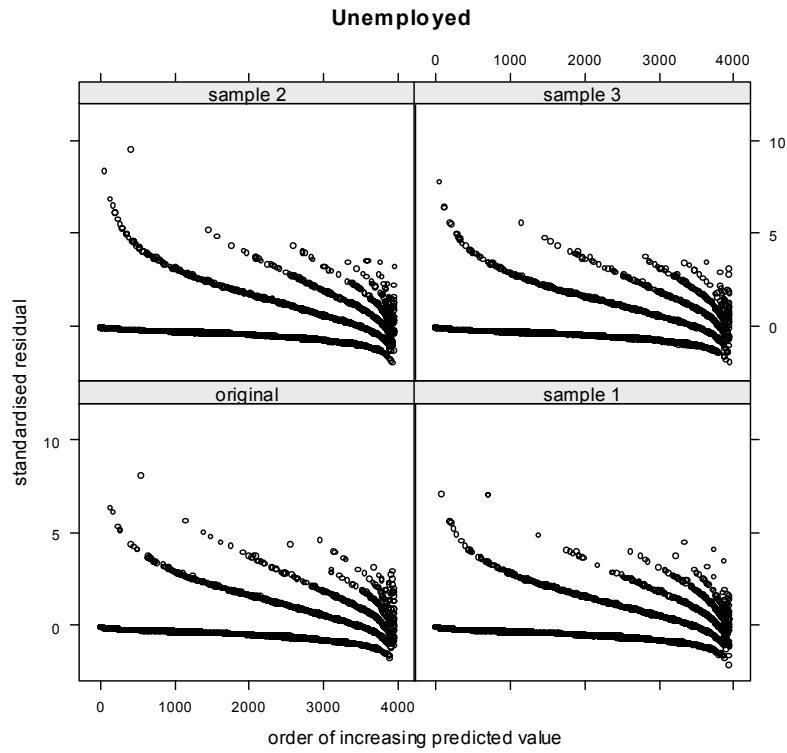 Unemployed
0 1000 2000 3000 4000
sample 2 sample 3
10
5
0
standardised residual
original sample 1
10
5
0
0 1000 2000 3000 4000
order of increasing predicted value